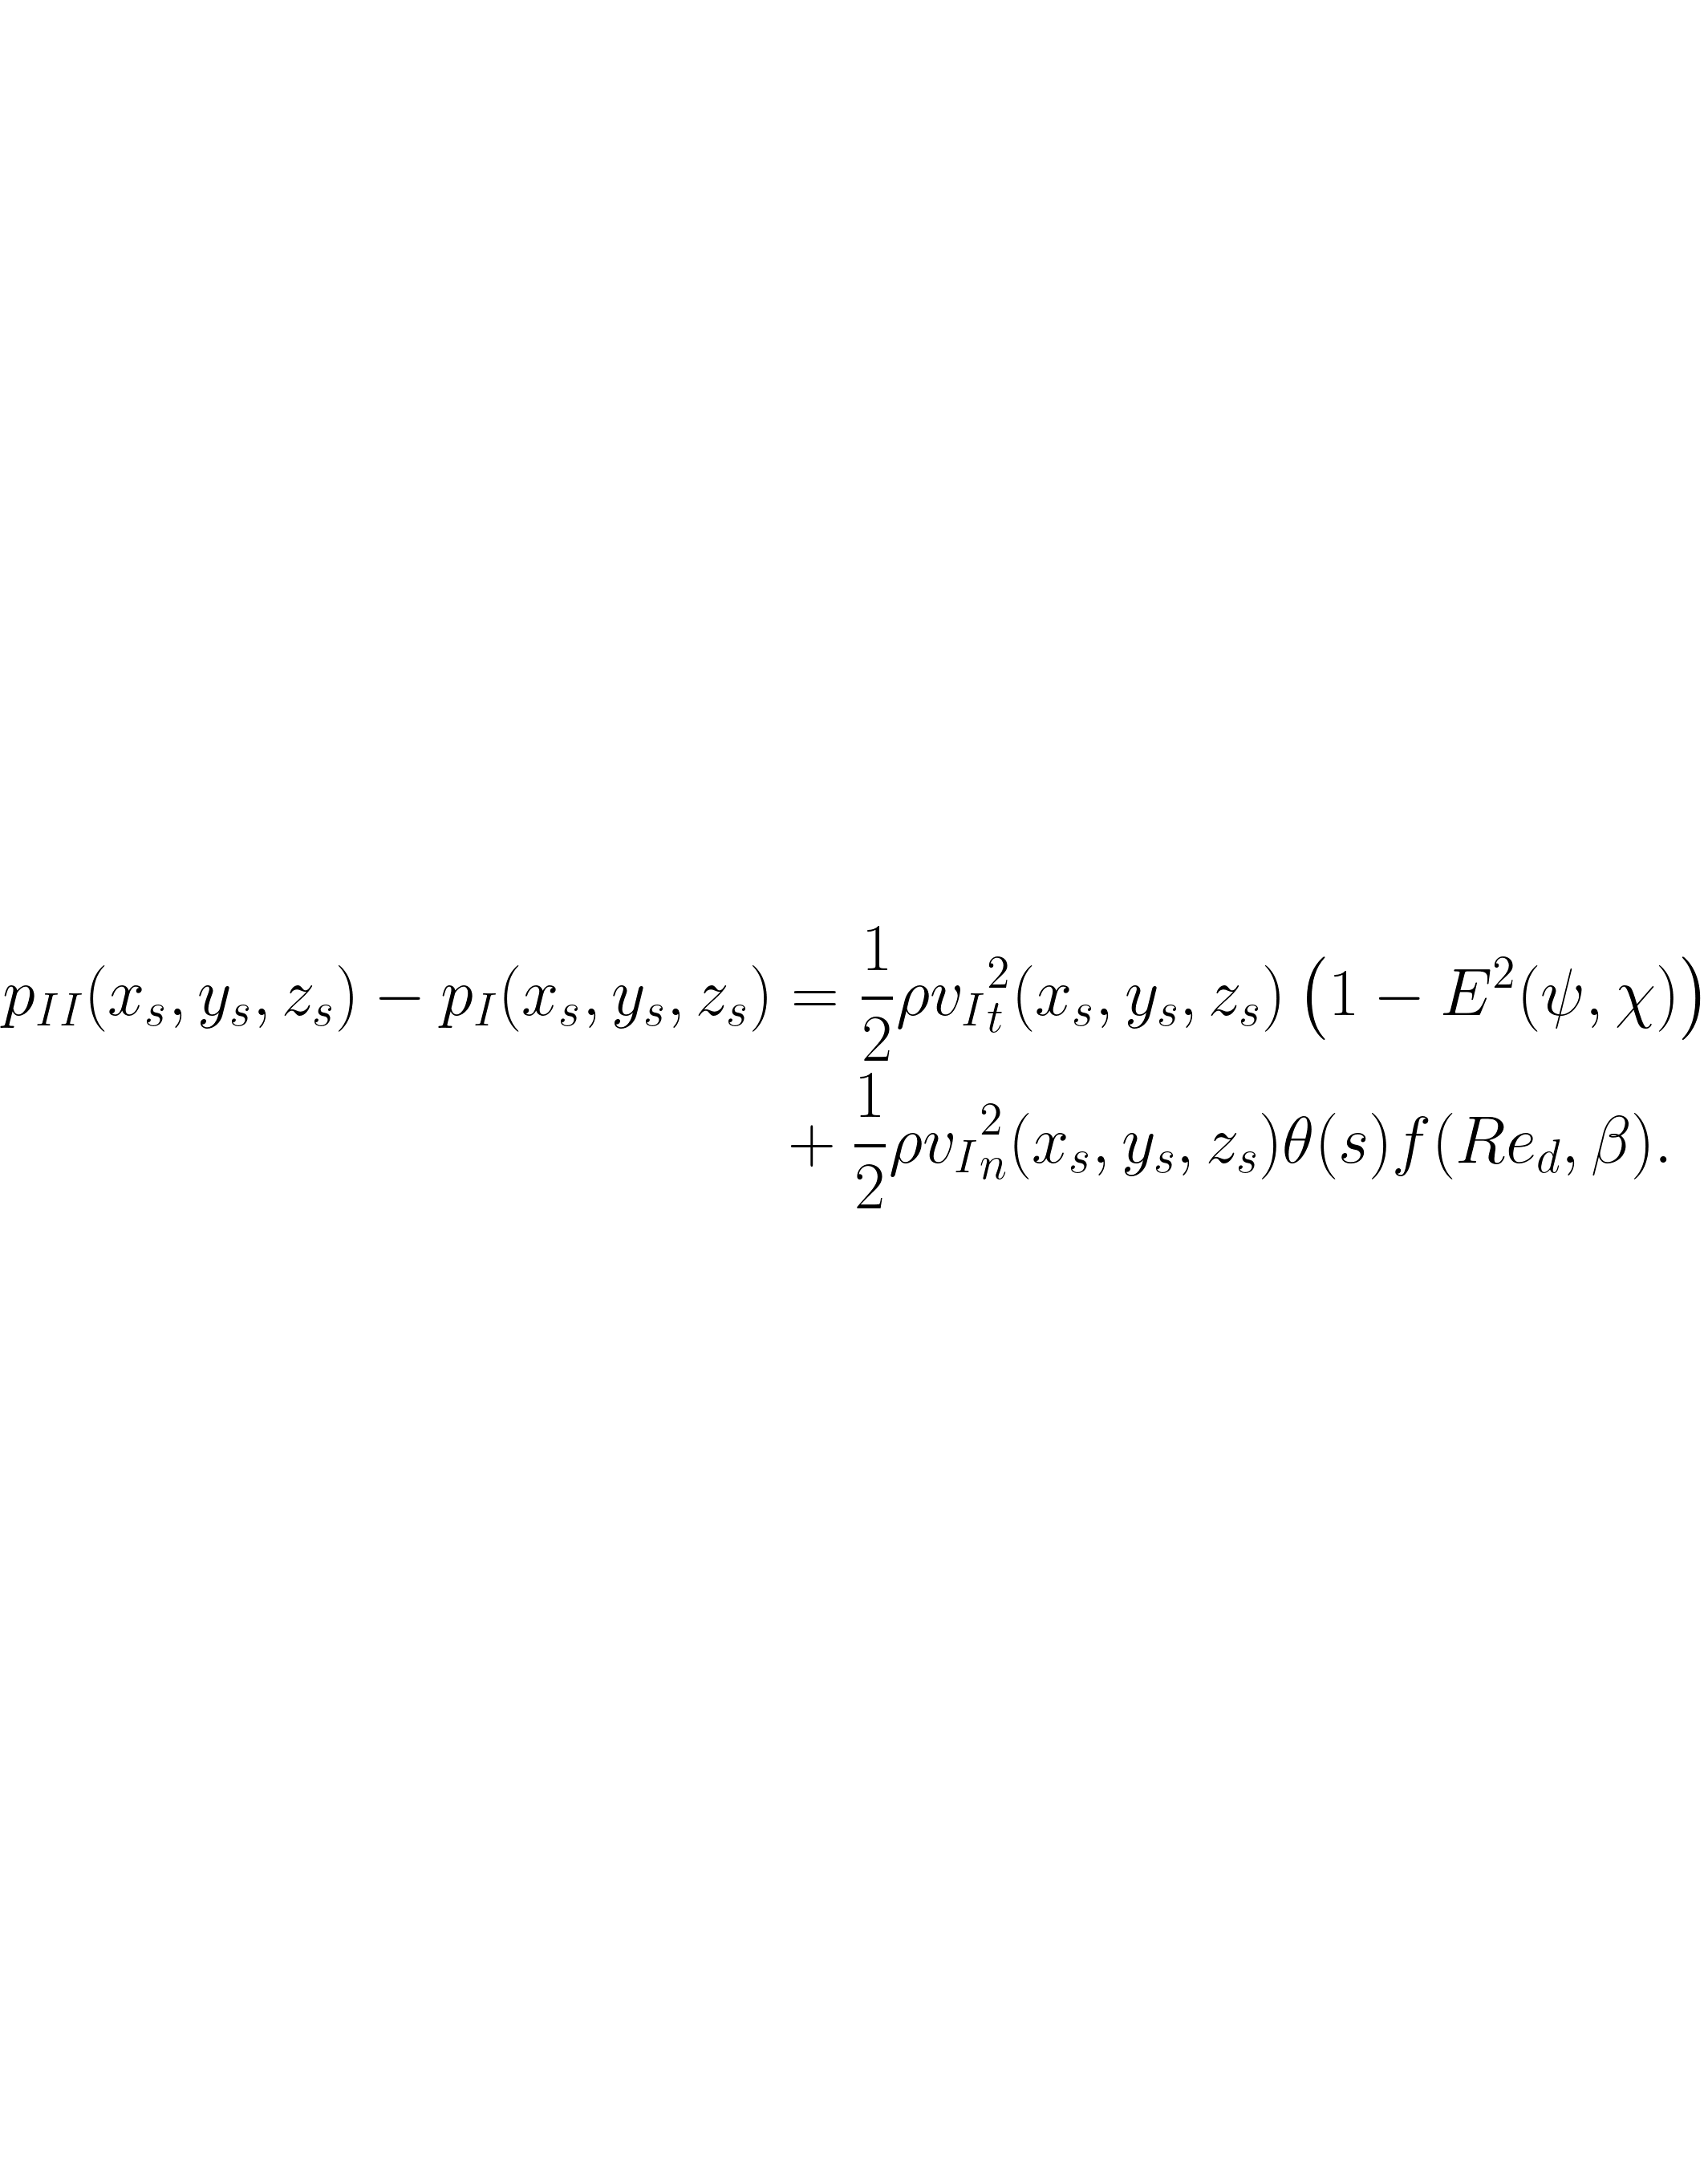 p_{II}(x_s, y_s, z_s) - p_I(x_s, y_s, z_s) = \frac{1}{2} \rho {v_I}_t^2(x_s, y_s, z_s) \left(1 - E^2(\psi, \chi)\right)
+ \frac{1}{2} \rho {v_I}_n^2(x_s, y_s, z_s) \theta(s) f(Re_d, \beta).